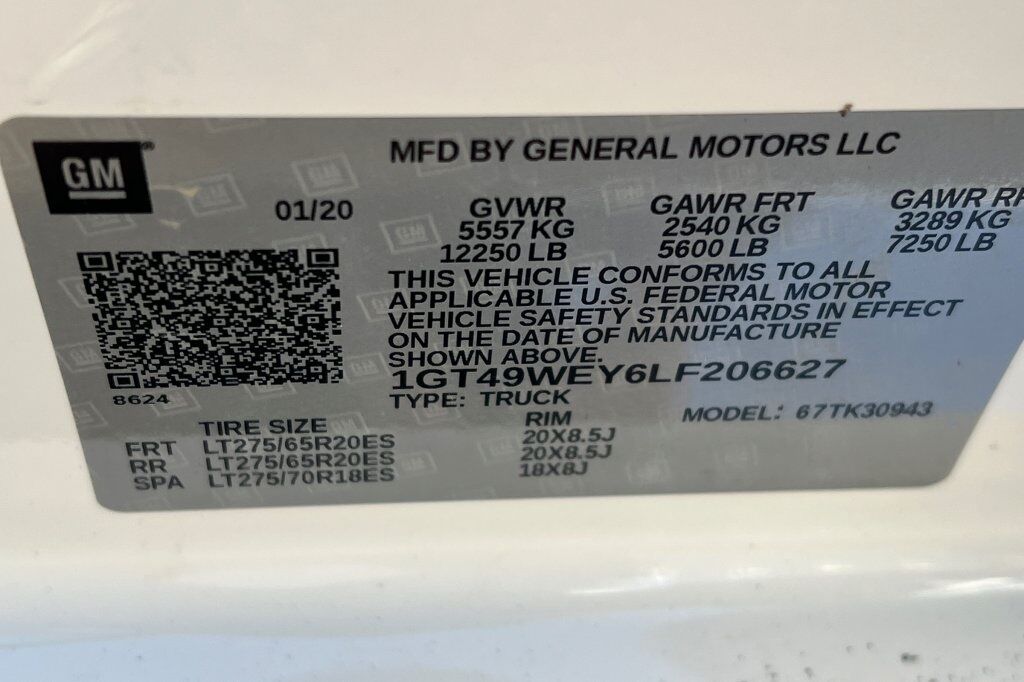 GM®
MFD BY GENERAL MOTORS LLC
01/20 GVWR GAWR FRT GAWR
5557 KG 2540 KG 3289 KG
12250 LB 5600 LB 7250 LB
THIS VEHICLE CONFORMS TO ALL
APPLICABLE U.S. FEDERAL MOTOR
VEHICLE SAFETY STANDARDS IN EFFECT
ON THE DATE OF MANUFACTURE
SHOWN ABOVE.
1GT49WEY6LF206627
8624
TYPE: TRUCK MODEL: 67TK30943
TIRE SIZE RIM
FRT LT275/65R20ES 20X8.5J
RR LT275/65R20ES 20X8.5J
SPA LT275/70R18ES 18X8J